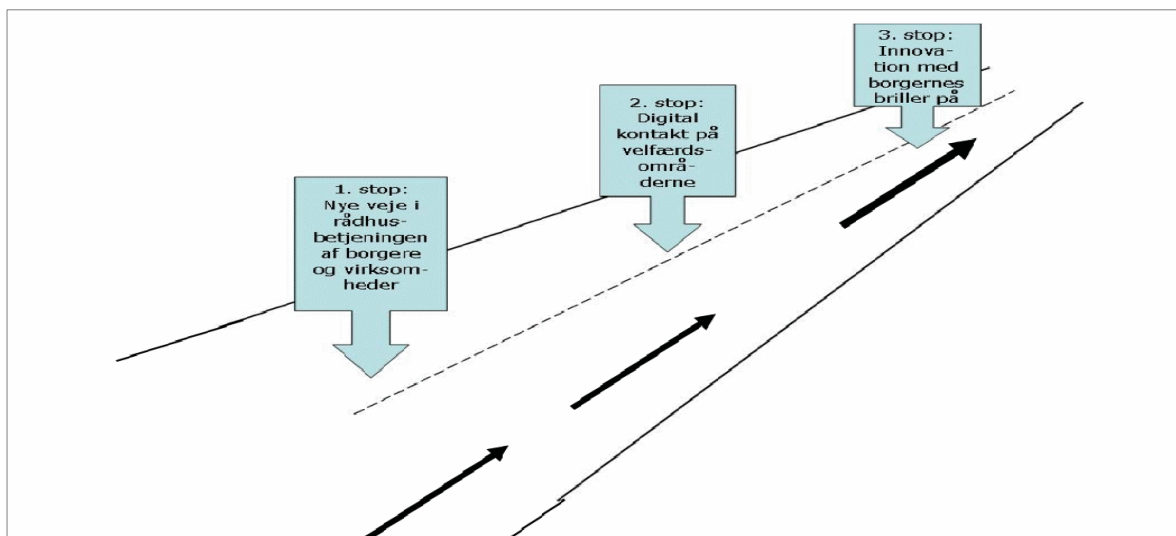 1. stop:
Nye veje i
rådhus-
betjeningen
af borgere
og virksom-
heder
2. stop:
Digital
kontakt på
velfærds-
områ-
derne
3. stop:
Innova-
tion med
borgernes
briller på